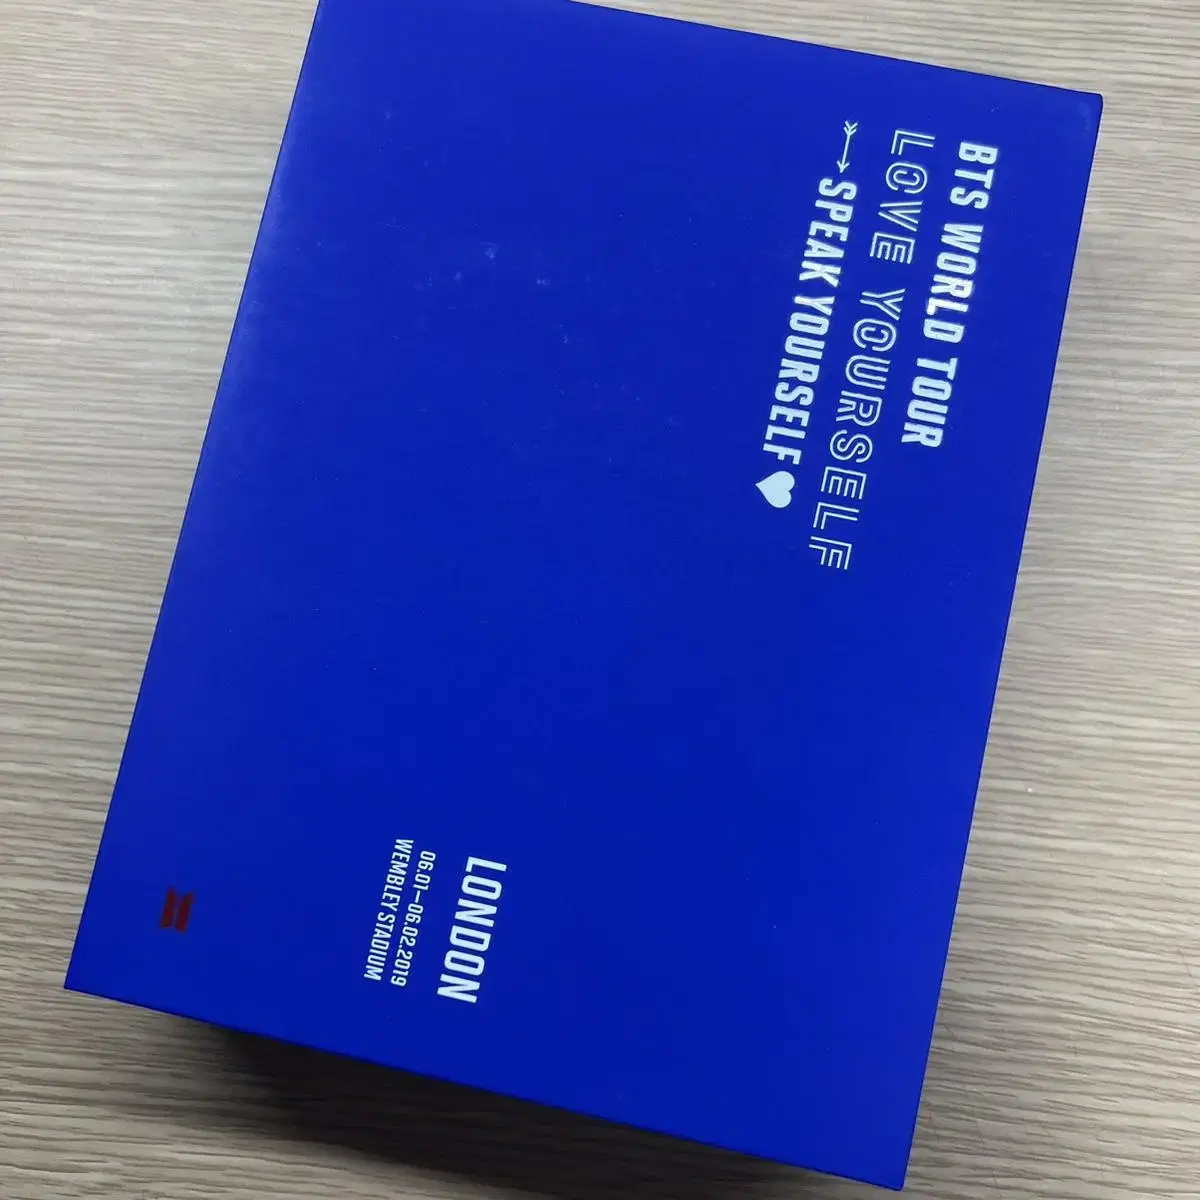 BTS WORLD TOUR
LOVE YOURSELF
SPEAK YOURSELF
LONDON
06.01—06.02.2019
WEMBLEY STADIUM